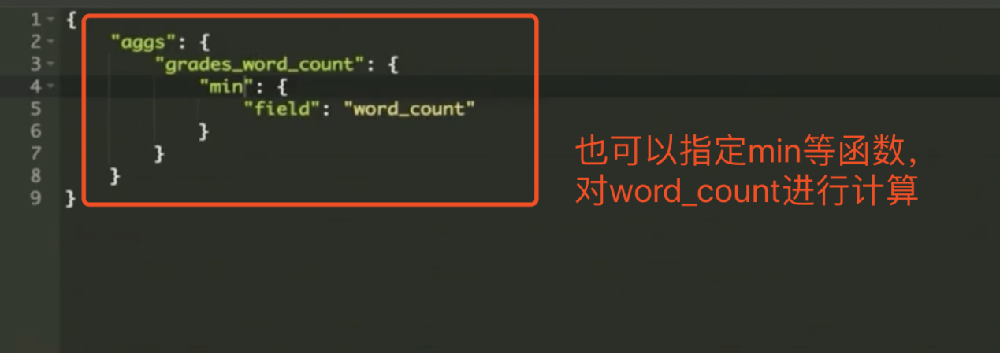 1 {
2 "aggs": {
3 "grades_word_count": {
4 "min": {
5 "field": "word_count"
6 }
7 }
8 }
9 }
也可以指定min等函数，
对word_count进行计算